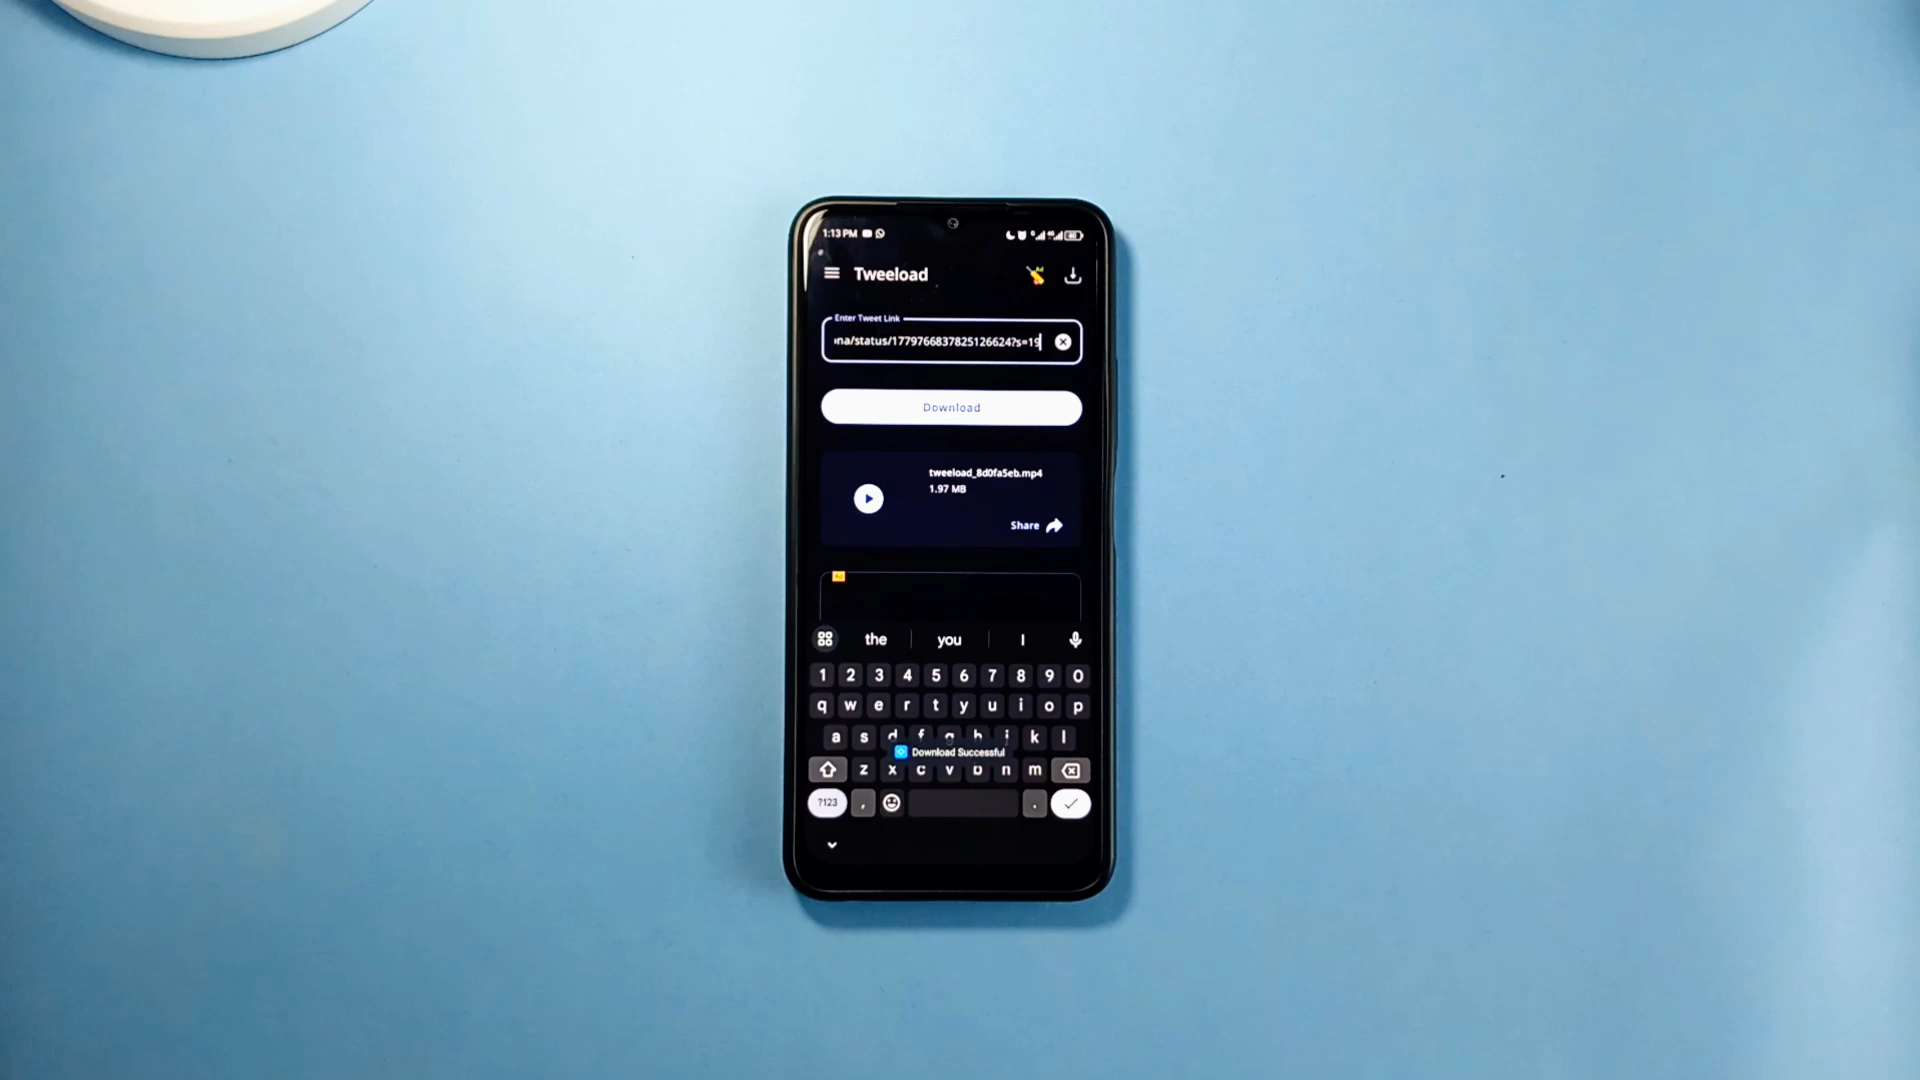 1:13 PM
Tweeload
Enter Tweet Link
na/status/1779766837825126624?s=19
Download
tweeload_8d0fa5eb.mp4
1.97 MB
Share
the you I
1 2 3 4 5 6 7 8 9 0
q w e r t y u i o p
a s d f g h j k l
Download Successful
z x c v b n m
?123 , .